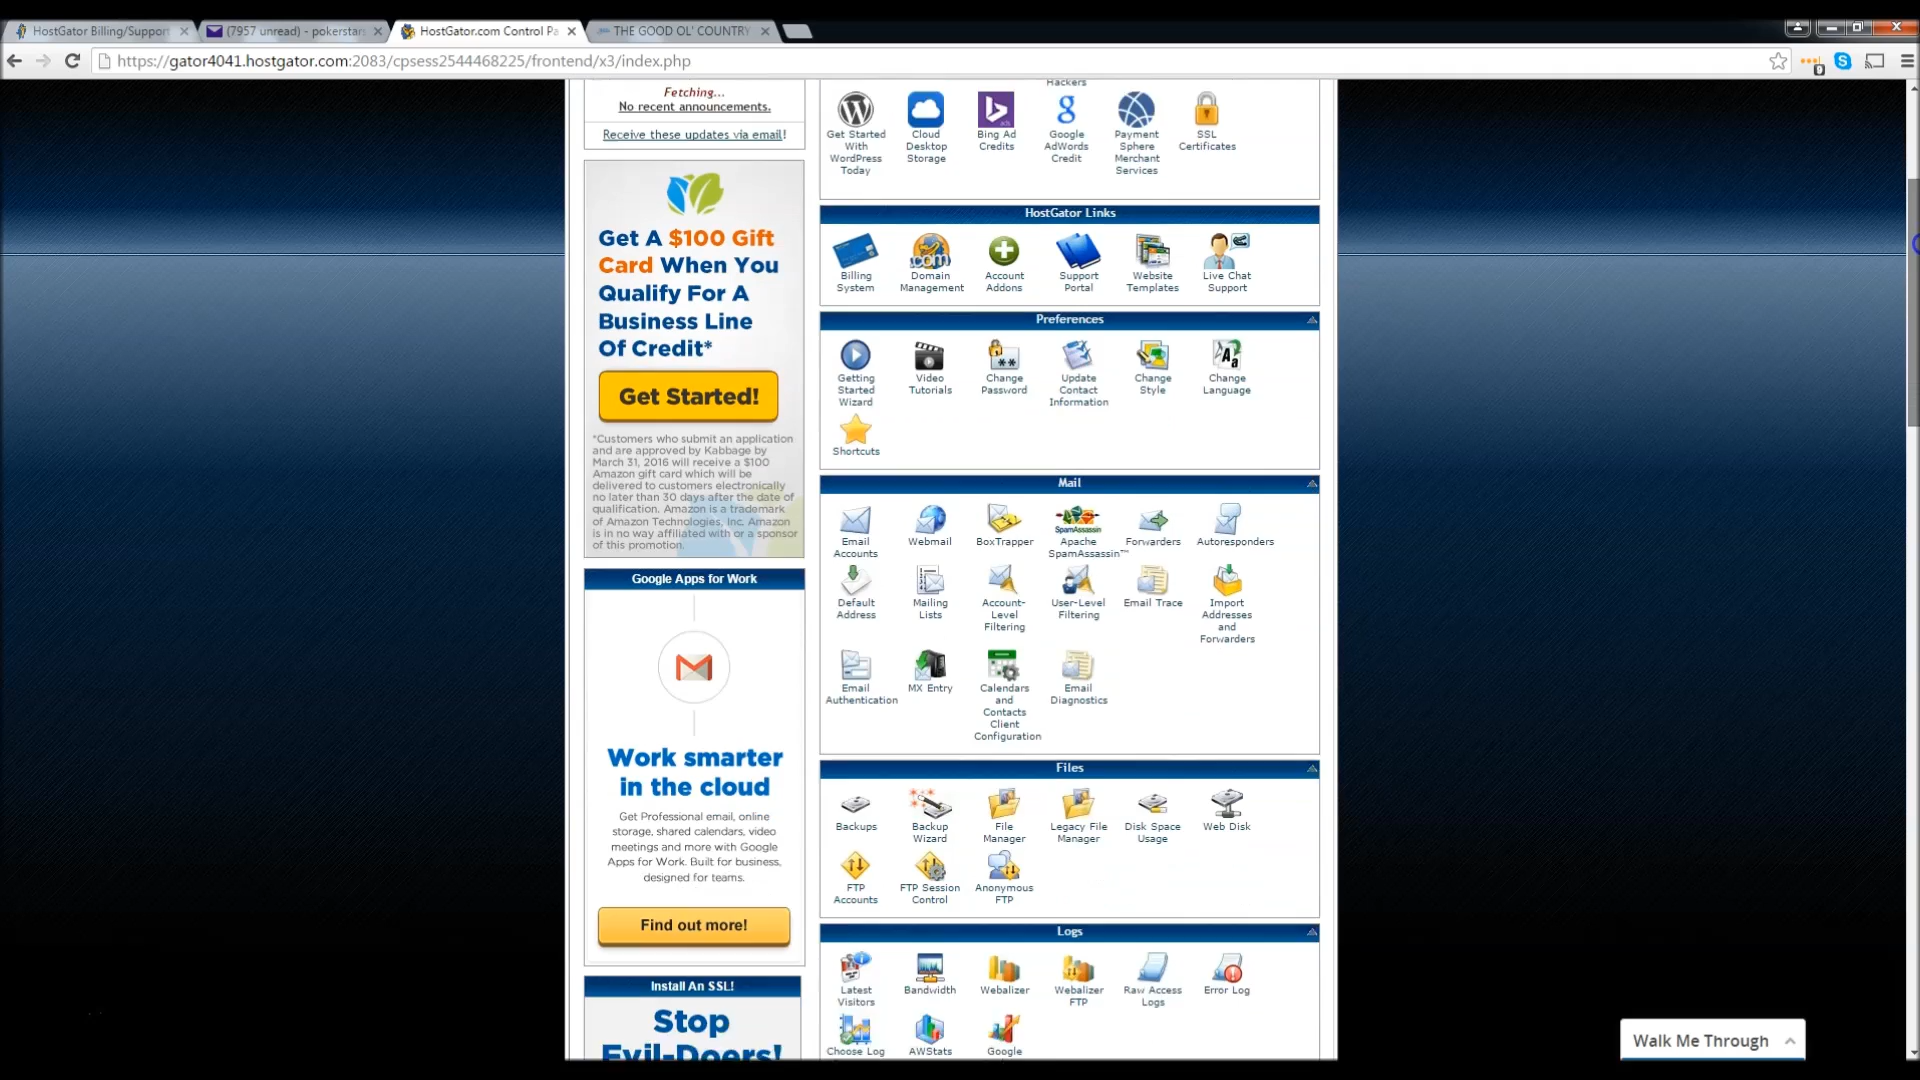 HostGator Billing/Support
(7957 unread) - pokerstars
HostGator.com Control Pa
THE GOOD OL' COUNTRY
https://gator4041.hostgator.com:2083/cpsess2544468225/frontend/x3/index.php
Fetching...
No recent announcements.
Receive these updates via email!
Get A $100 Gift
Card When You
Qualify For A
Business Line
Of Credit*
Get Started!
*Customers who submit an application
and are approved by Kabbage by
March 31, 2016 will receive a $100
Amazon gift card which will be
delivered to customers electronically
no later than 30 days after the date of
qualification. Amazon is a trademark
of Amazon Technologies, Inc. Amazon
is in no way affiliated with or a sponsor
of this promotion.
Google Apps for Work
Work smarter
in the cloud
Get Professional email, online
storage, shared calendars, video
meetings and more with Google
Apps for Work. Built for business,
designed for teams.
Find out more!
Install An SSL!
Stop
Evil-Doers!
Hackers
Get Started
With
WordPress
Today
Cloud
Desktop
Storage
Bing Ad
Credits
Google
AdWords
Credit
Payment
Sphere
Merchant
Services
SSL
Certificates
HostGator Links
Billing
System
Domain
Management
Account
Addons
Support
Portal
Website
Templates
Live Chat
Support
Preferences
Getting
Started
Wizard
Video
Tutorials
Change
Password
Update
Contact
Information
Change
Style
Change
Language
Shortcuts
Mail
Email
Accounts
Webmail
BoxTrapper
SpamAssassin
Apache
SpamAssassin™
Forwarders
Autoresponders
Default
Address
Mailing
Lists
Account-
Level
Filtering
User-Level
Filtering
Email Trace
Import
Addresses
and
Forwarders
Email
Authentication
MX Entry
Calendars
and
Contacts
Client
Configuration
Email
Diagnostics
Files
Backups
Backup
Wizard
File
Manager
Legacy File
Manager
Disk Space
Usage
Web Disk
FTP
Accounts
FTP Session
Control
Anonymous
FTP
Logs
Latest
Visitors
Bandwidth
Webalizer
Webalizer
FTP
Raw Access
Logs
Error Log
Choose Log
AWStats
Google
Walk Me Through